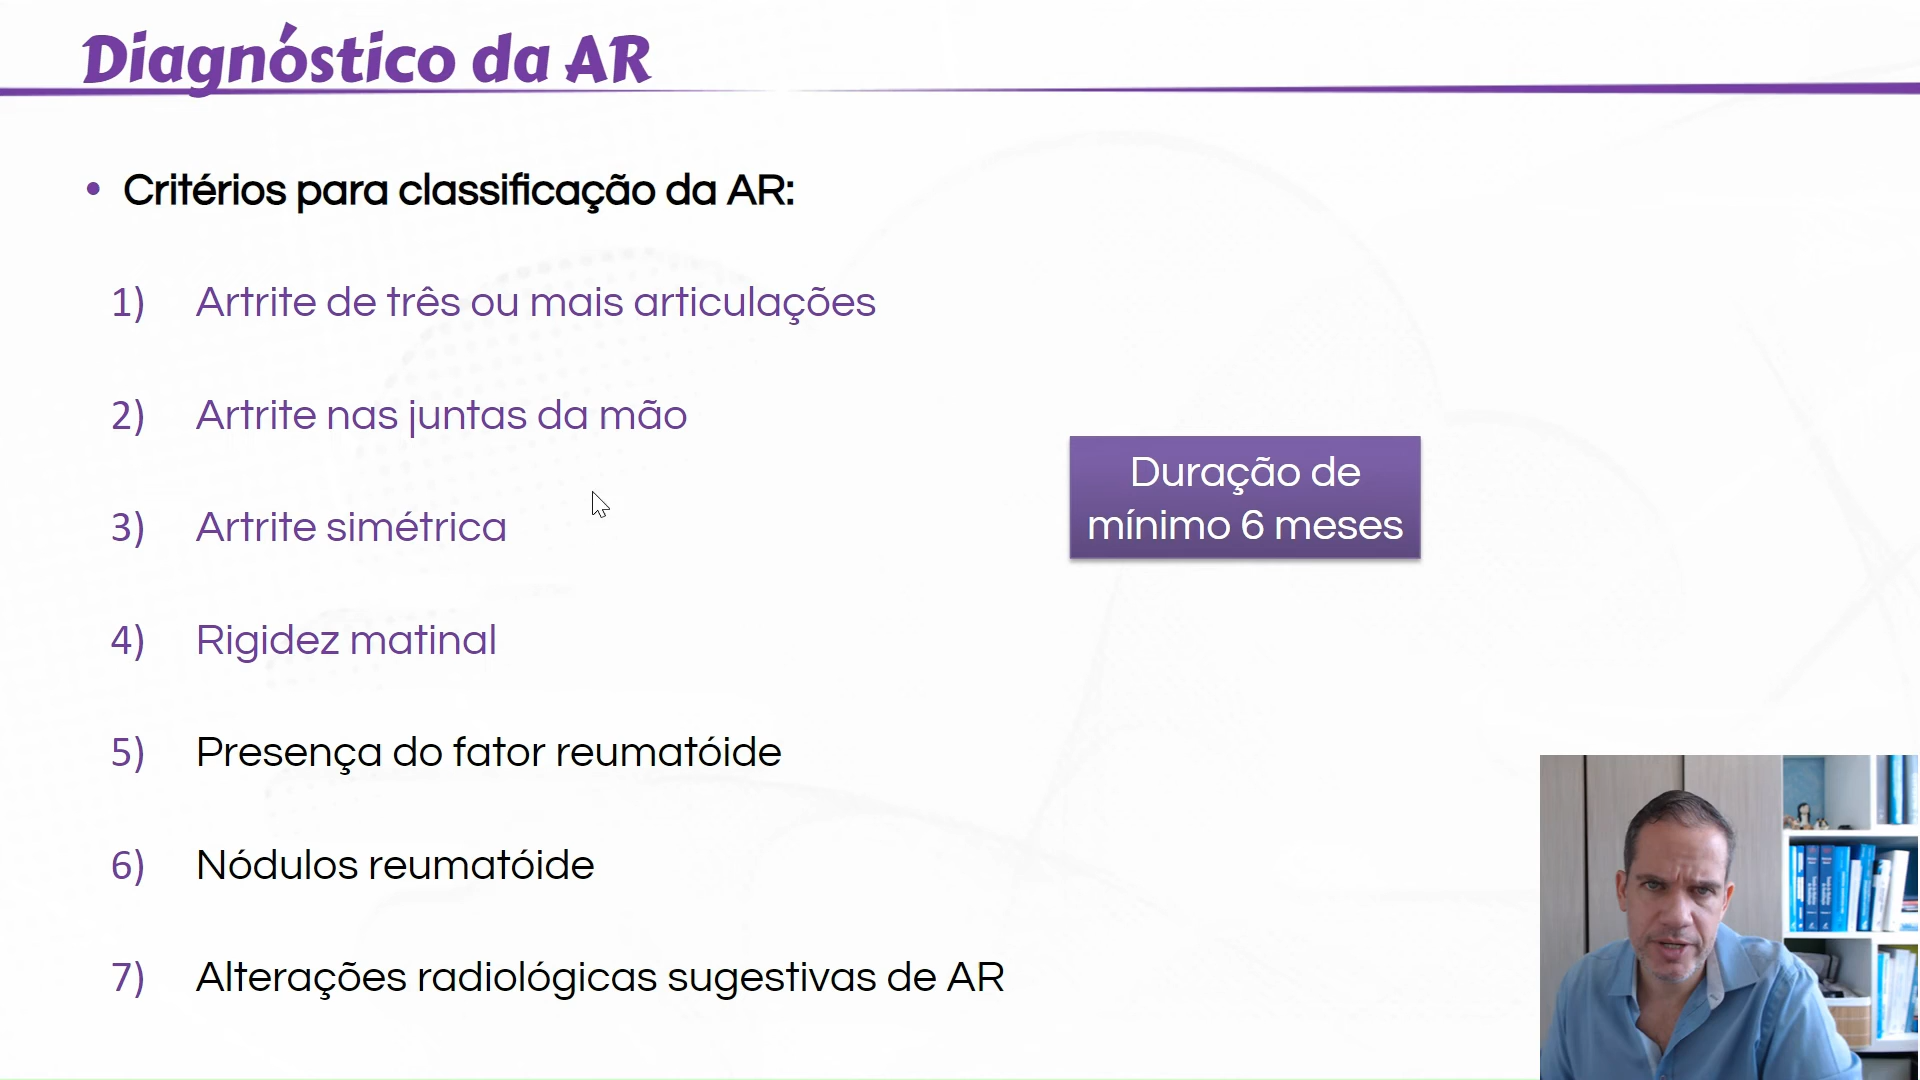 Diagnóstico da AR
• Critérios para classificação da AR:
1) Artrite de três ou mais articulações
2) Artrite nas juntas da mão
3) Artrite simétrica
4) Rigidez matinal
5) Presença do fator reumatóide
6) Nódulos reumatóide
7) Alterações radiológicas sugestivas de AR
Duração de
mínimo 6 meses